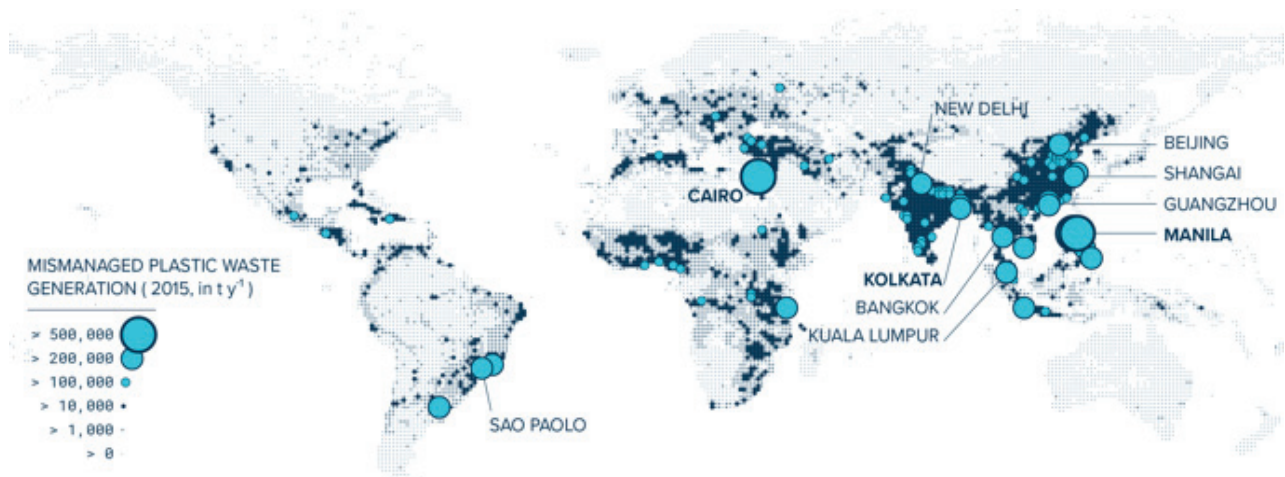 NEW DELHI
BEIJING
SHANGAI
CAIRO
GUANGZHOU
MANILA
KOLKATA
BANGKOK
KUALA LUMPUR
MISMANAGED PLASTIC WASTE
GENERATION ( 2015, in t y⁻¹ )
> 500,000
> 200,000
> 100,000
> 10,000
> 1,000
> 0
SAO PAOLO